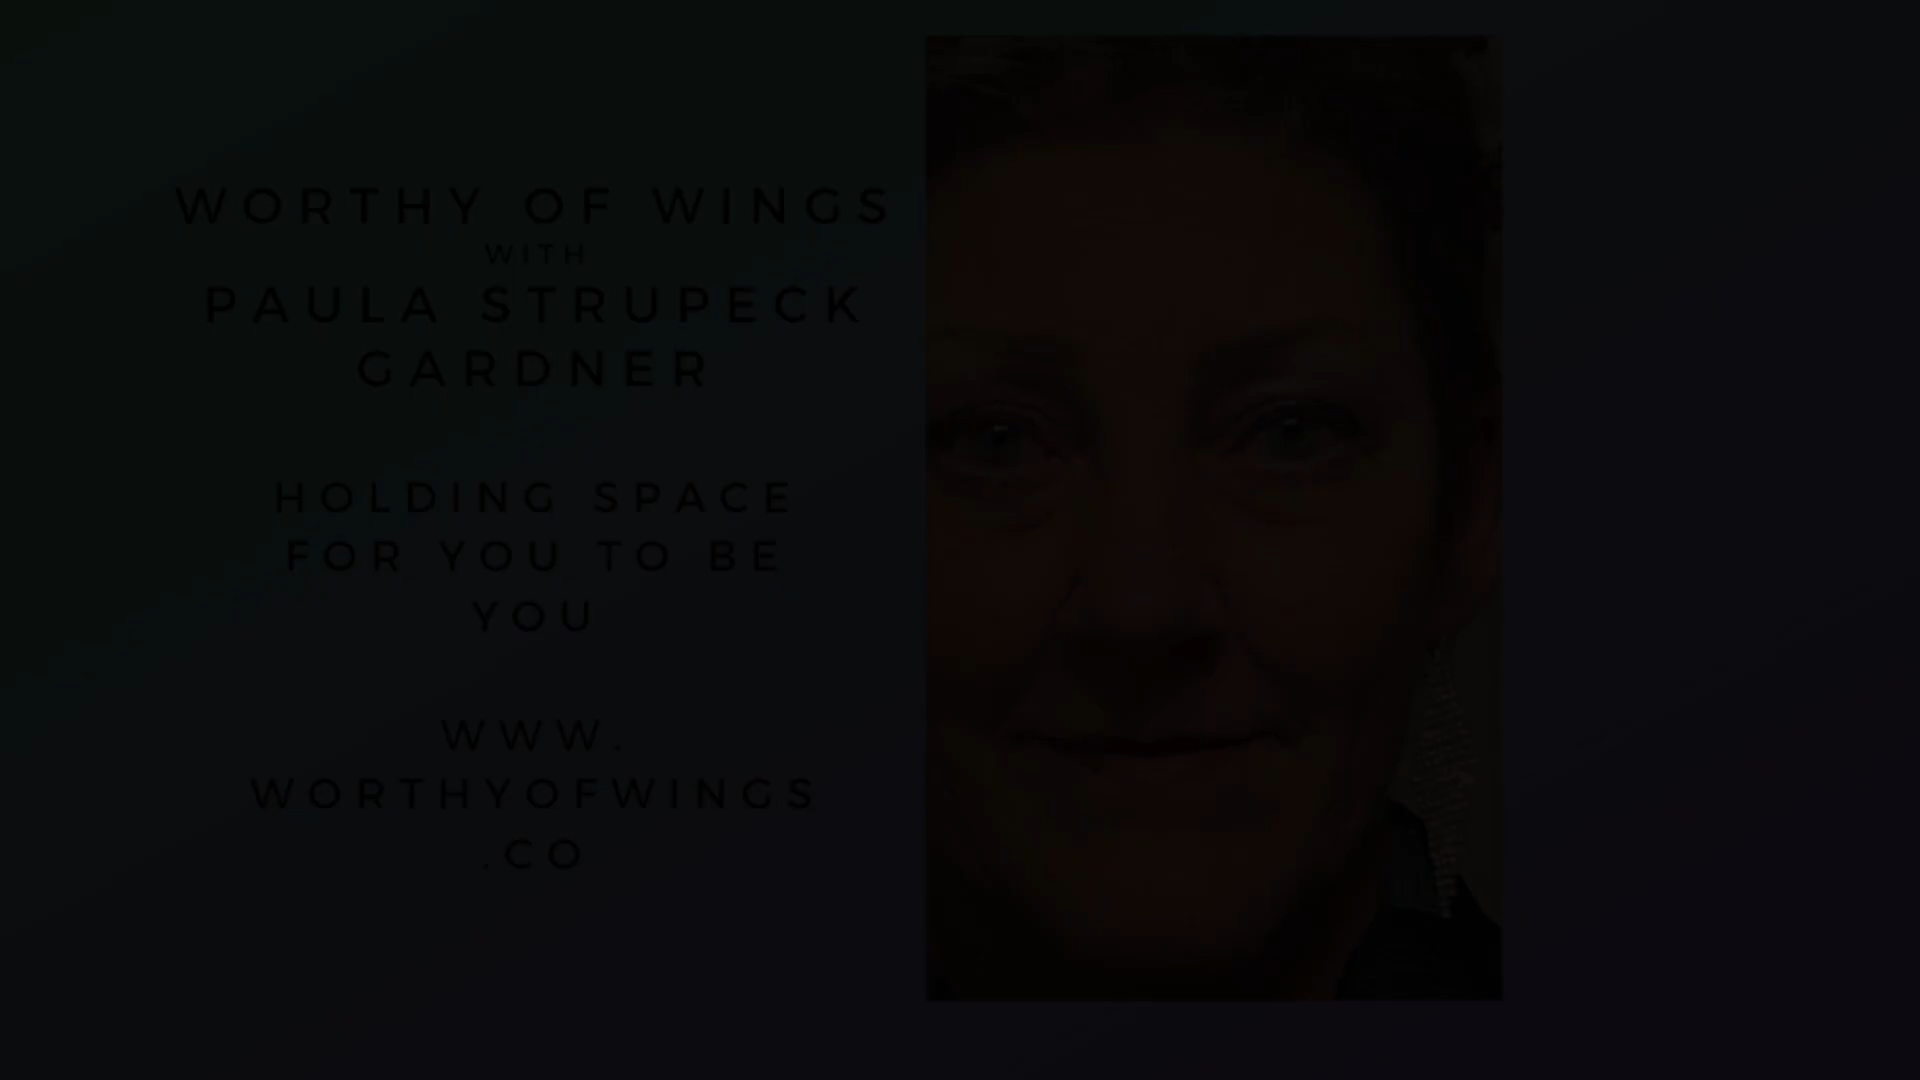 WORTHY OF WINGS
WITH
PAULA STRUPECK
GARDNER
HOLDING SPACE
FOR YOU TO BE
YOU
WWW.
WORTHYOFWINGS
.CO